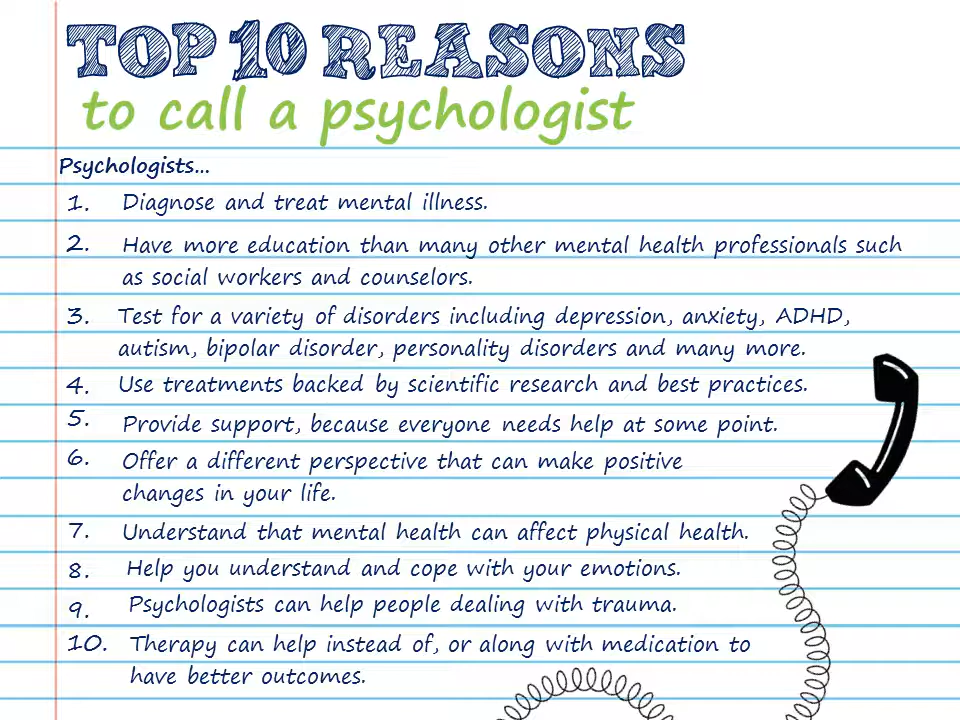 TOP 10 REASONS
to call a psychologist
Psychologists...
1. Diagnose and treat mental illness.
2. Have more education than many other mental health professionals such
as social workers and counselors.
3. Test for a variety of disorders including depression, anxiety, ADHD,
autism, bipolar disorder, personality disorders and many more.
4. Use treatments backed by scientific research and best practices.
5. Provide support, because everyone needs help at some point.
6. Offer a different perspective that can make positive
changes in your life.
7. Understand that mental health can affect physical health.
8. Help you understand and cope with your emotions.
9. Psychologists can help people dealing with trauma.
10. Therapy can help instead of, or along with medication to
have better outcomes.